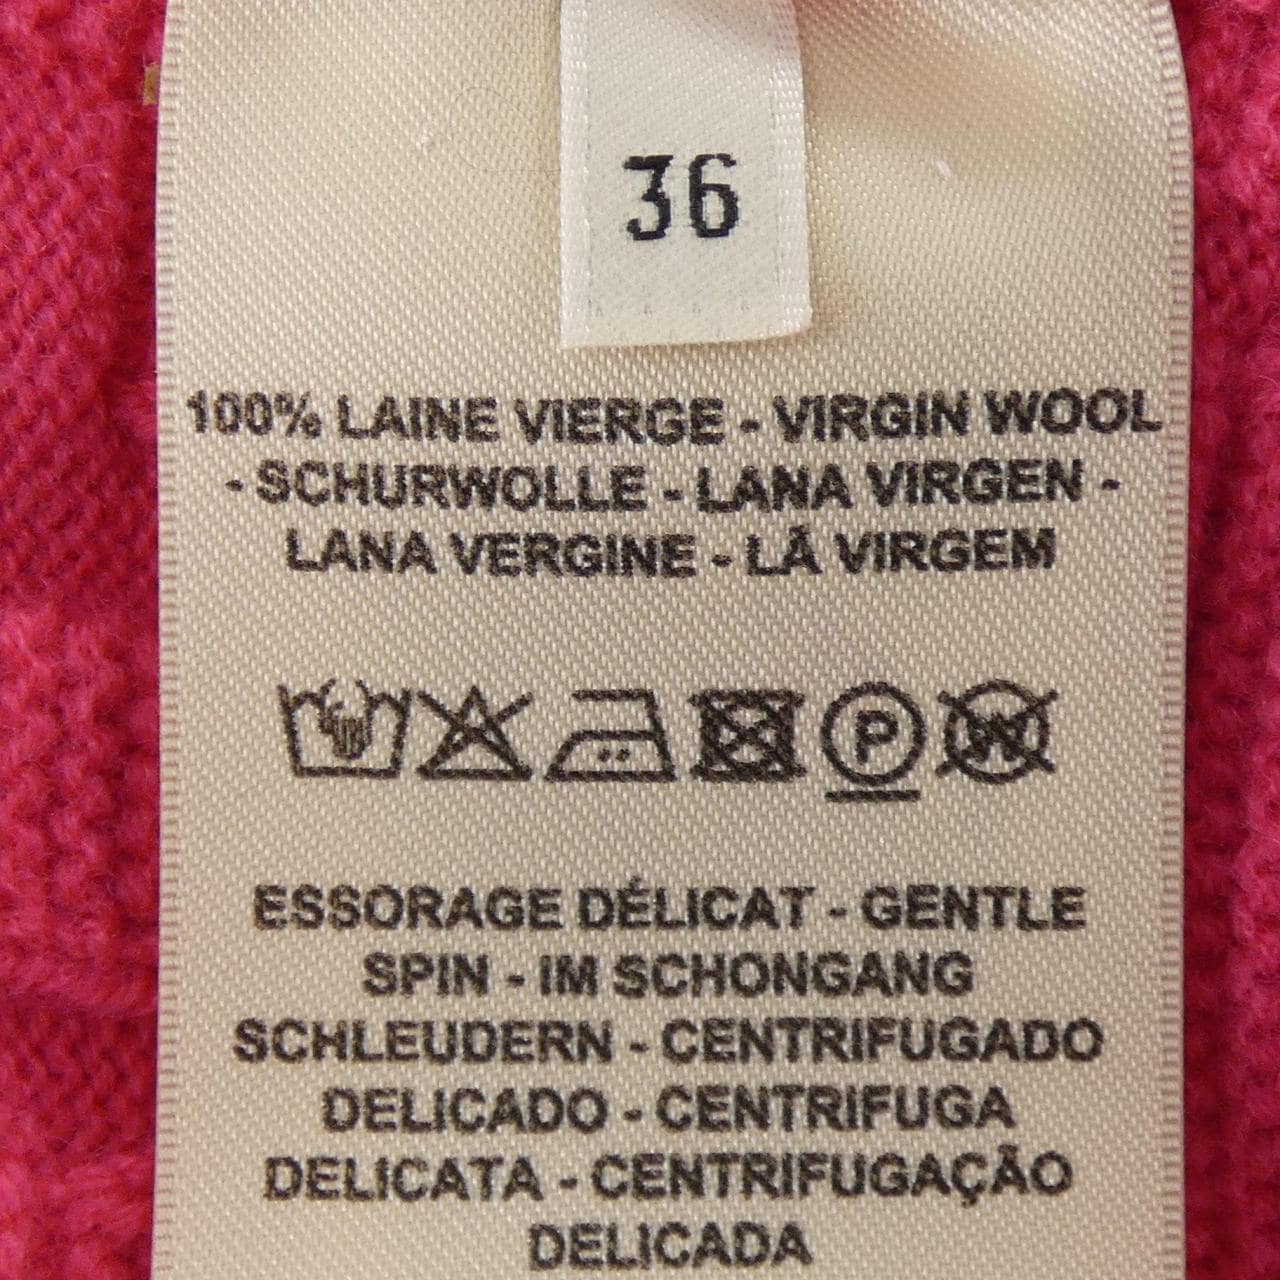 36
100% LAINE VIERGE - VIRGIN WOOL
- SCHURWOLLE - LANA VIRGEN -
LANA VERGINE - LÃ VIRGEM
P W
ESSORAGE DÉLICAT - GENTLE
SPIN - IM SCHONGANG
SCHLEUDERN - CENTRIFUGADO
DELICADO - CENTRIFUGA
DELICATA - CENTRIFUGAÇÃO
DELICADA